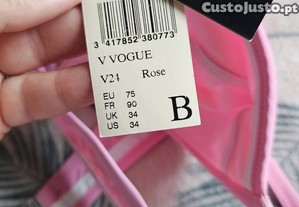 CustoJusto.pt
3 417852 380773
V VOGUE
V24 Rose
EU 75
FR 90
UK 34
US 34
B